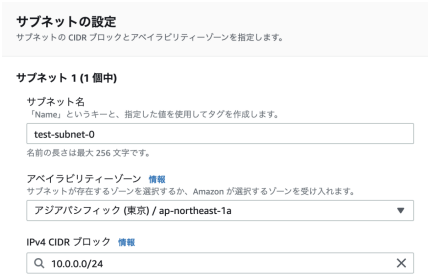 サブネットの設定
サブネットの CIDR ブロックとアベイラビリティーゾーンを指定します。
サブネット 1 (1 個中)
サブネット名
「Name」というキーと、指定した値を使用してタグを作成します。
test-subnet-0
名前の長さは最大 256 文字です。
アベイラビリティーゾーン 情報
サブネットが存在するゾーンを選択するか、Amazon が選択するゾーンを受け入れます。
アジアパシフィック (東京) / ap-northeast-1a
IPv4 CIDR ブロック 情報
10.0.0.0/24